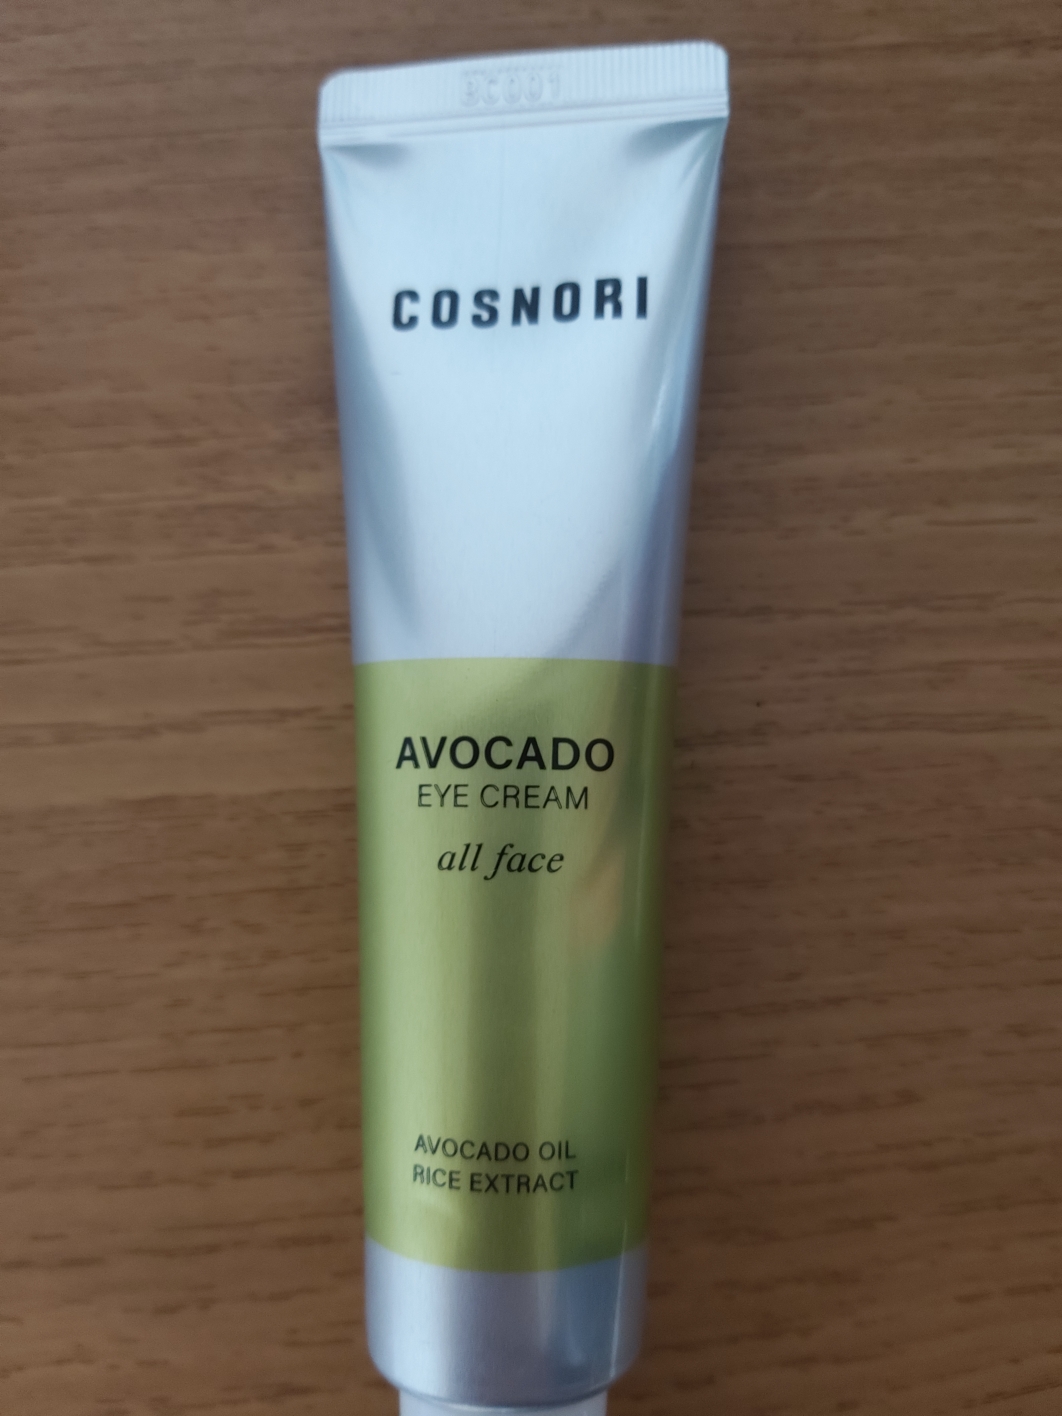 COSNORI
AVOCADO
EYE CREAM
all face
AVOCADO OIL
RICE EXTRACT